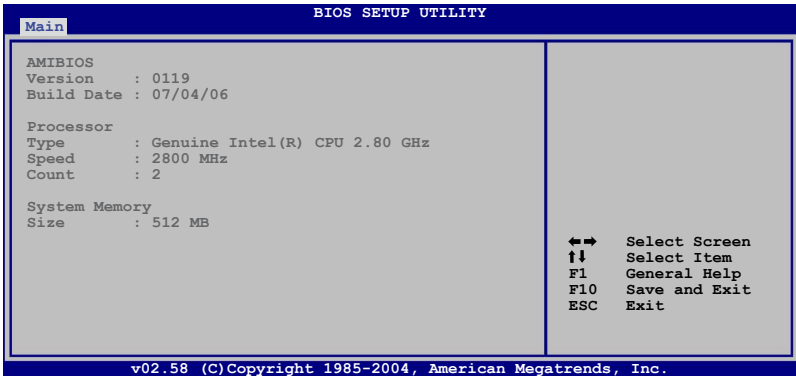 BIOS SETUP UTILITY
Main
AMIBIOS
Version : 0119
Build Date : 07/04/06
Processor
Type : Genuine Intel(R) CPU 2.80 GHz
Speed : 2800 MHz
Count : 2
System Memory
Size : 512 MB
←→ Select Screen
↑↓ Select Item
F1 General Help
F10 Save and Exit
ESC Exit
v02.58 (C)Copyright 1985-2004, American Megatrends, Inc.